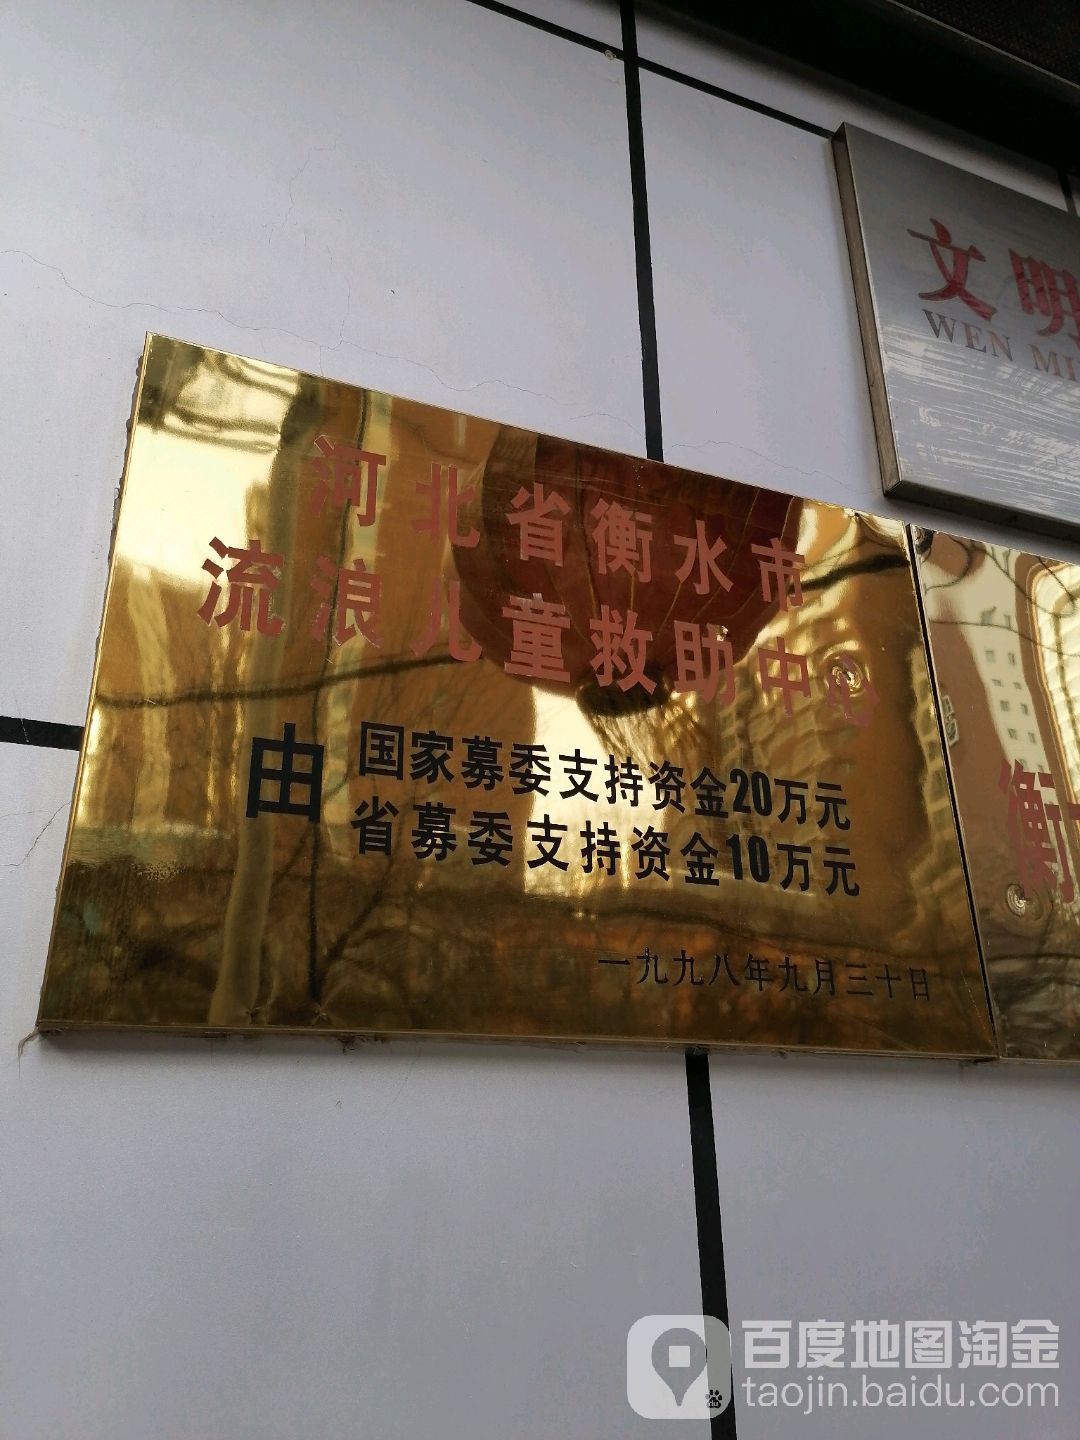 文明
WEN MI
河北省衡水市
流浪儿童救助中心
由
国家募委支持资金20万元
省募委支持资金10万元
一九九八年九月三十日
衡
百度地图淘金
taojin.baidu.com